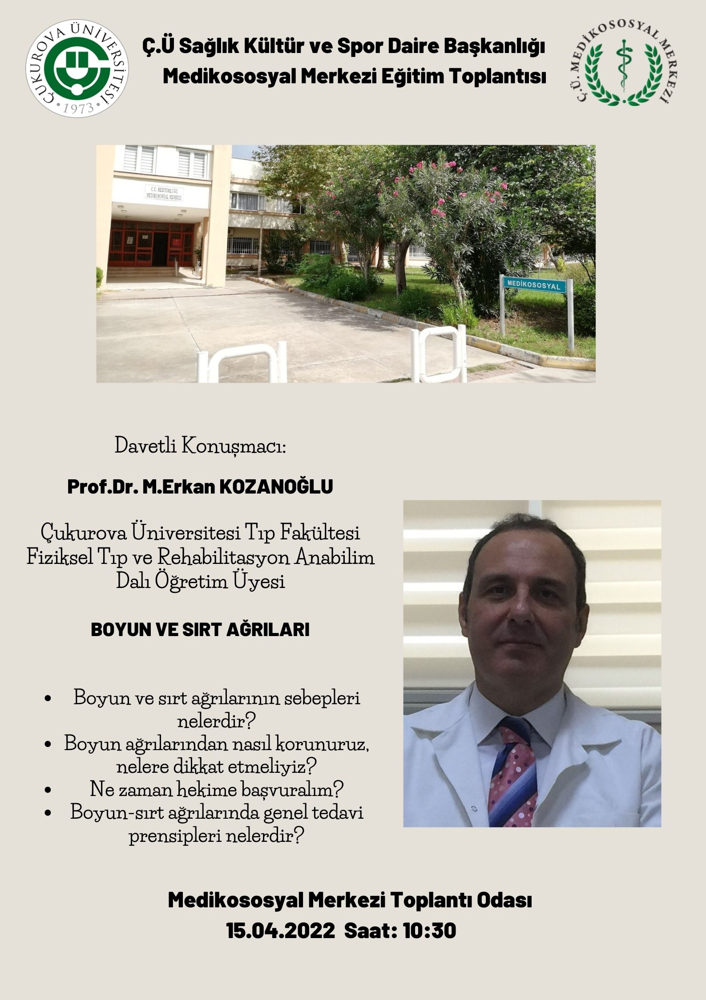 ÇUKUROVA ÜNİVERSİTESİ
•1973•
Ç.Ü Sağlık Kültür ve Spor Daire Başkanlığı
Medikososyal Merkezi Eğitim Toplantısı
Ç.Ü. MEDİKOSOSYAL MERKEZİ
Ç.Ü. REKTÖRLÜĞÜ
MEDİKOSOSYAL MERKEZİ
MEDİKOSOSYAL
Davetli Konuşmacı:
Prof.Dr. M.Erkan KOZANOĞLU
Çukurova Üniversitesi Tıp Fakültesi
Fiziksel Tıp ve Rehabilitasyon Anabilim
Dalı Öğretim Üyesi
BOYUN VE SIRT AĞRILARI
• Boyun ve sırt ağrılarının sebepleri
nelerdir?
• Boyun ağrılarından nasıl korunuruz,
nelere dikkat etmeliyiz?
• Ne zaman hekime başvuralım?
• Boyun-sırt ağrılarında genel tedavi
prensipleri nelerdir?
Medikososyal Merkezi Toplantı Odası
15.04.2022 Saat: 10:30